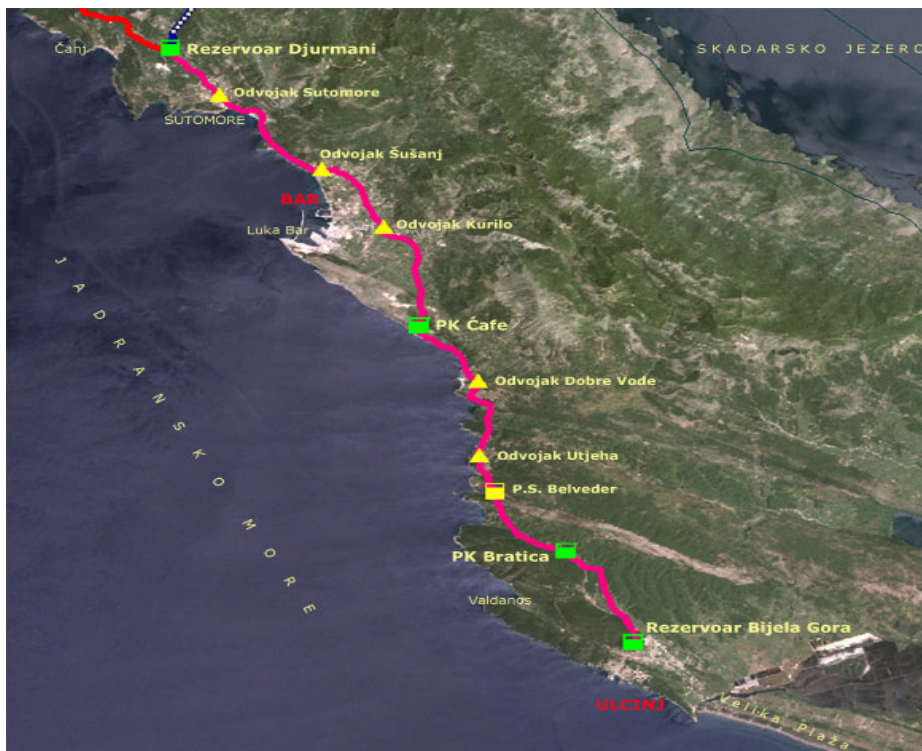 Čanj
Rezervoar Djurmani
SKADARSKO JEZERO
Odvojak Sutomore
SUTOMORE
Odvojak Šušanj
BAR
Luka Bar
Odvojak Kurilo
JADRANSKO MORE
PK Ćafe
Odvojak Dobre Vode
Odvojak Utjeha
P.S. Belveder
PK Bratica
Valdanos
Rezervoar Bijela Gora
ULCINJ
Velika Plaža